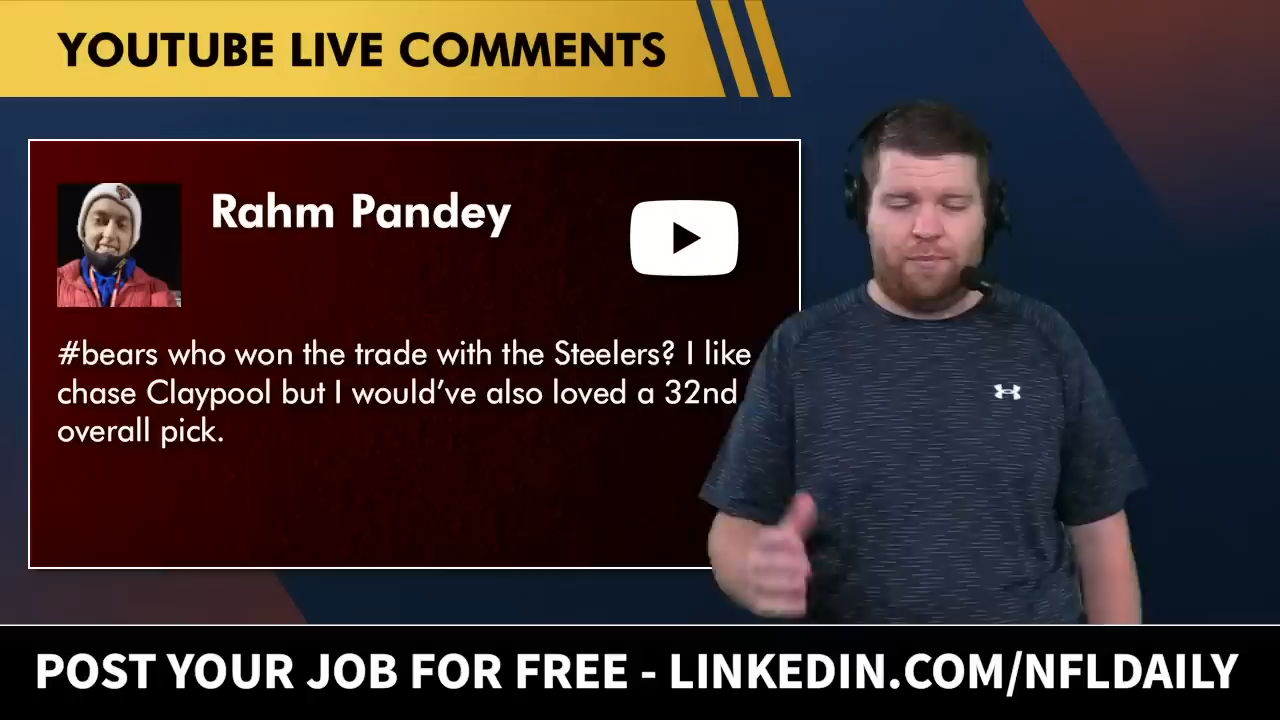 YOUTUBE LIVE COMMENTS
Rahm Pandey
#bears who won the trade with the Steelers? I like
chase Claypool but I would've also loved a 32nd
overall pick.
POST YOUR JOB FOR FREE - LINKEDIN.COM/NFLDAILY